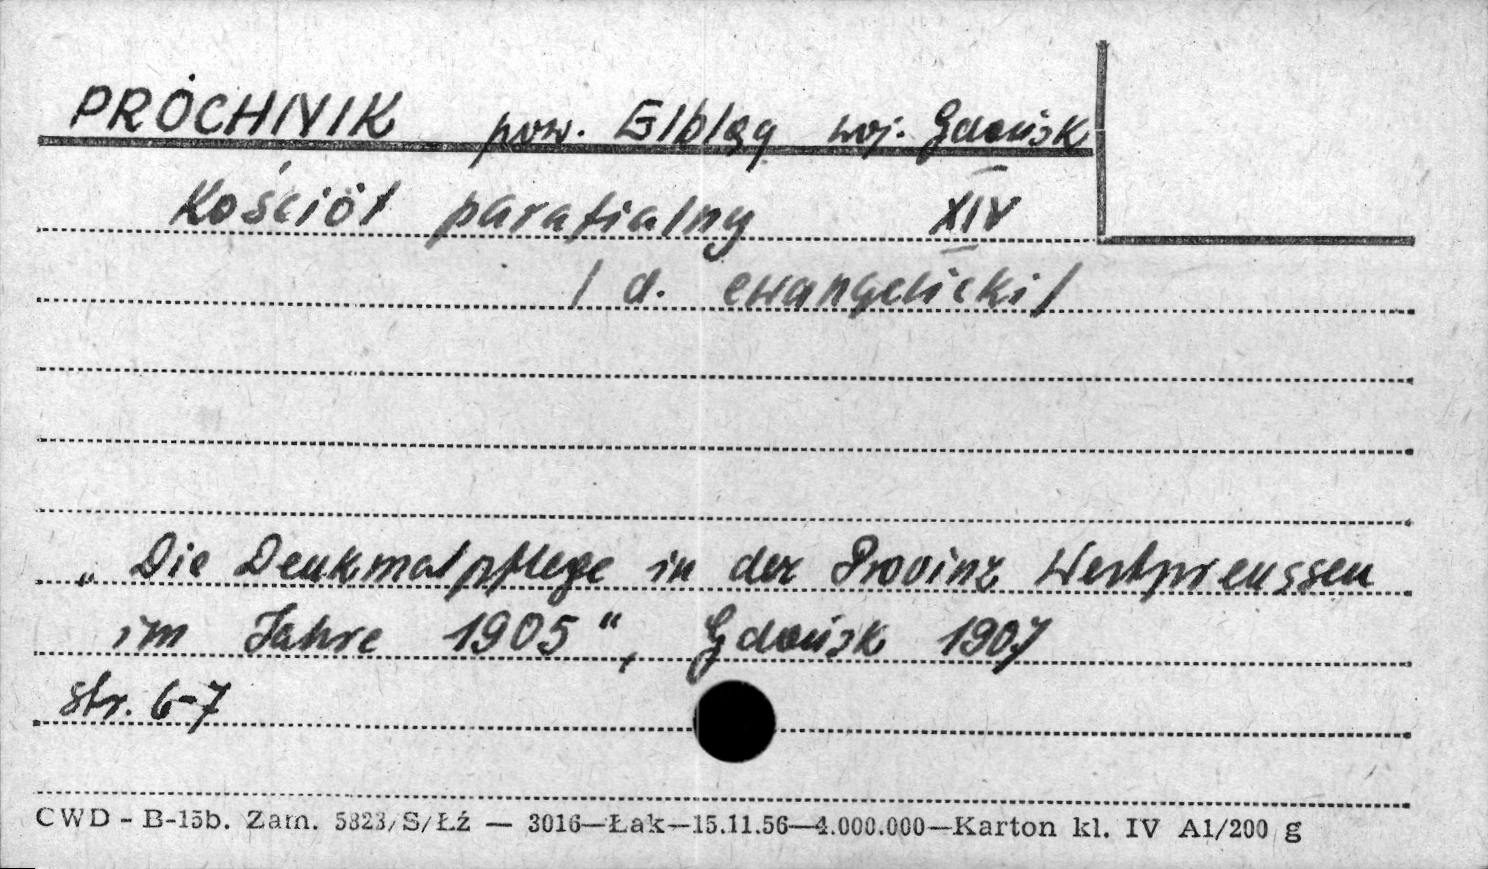 PRÓCHNIK pow. Elbląg woj. Gdańsk
Kościół parafialny XIV
/ d. ewangelicki /
„Die Denkmalpflege in der Provinz Westpreussen
im Jahre 1905“, Gdańsk 1907
str. 6-7
CWD - B-15b. Zam. 5823/S/Łź — 3016—Łak—15.11.56—4.000.000—Karton kl. IV A1/200 g